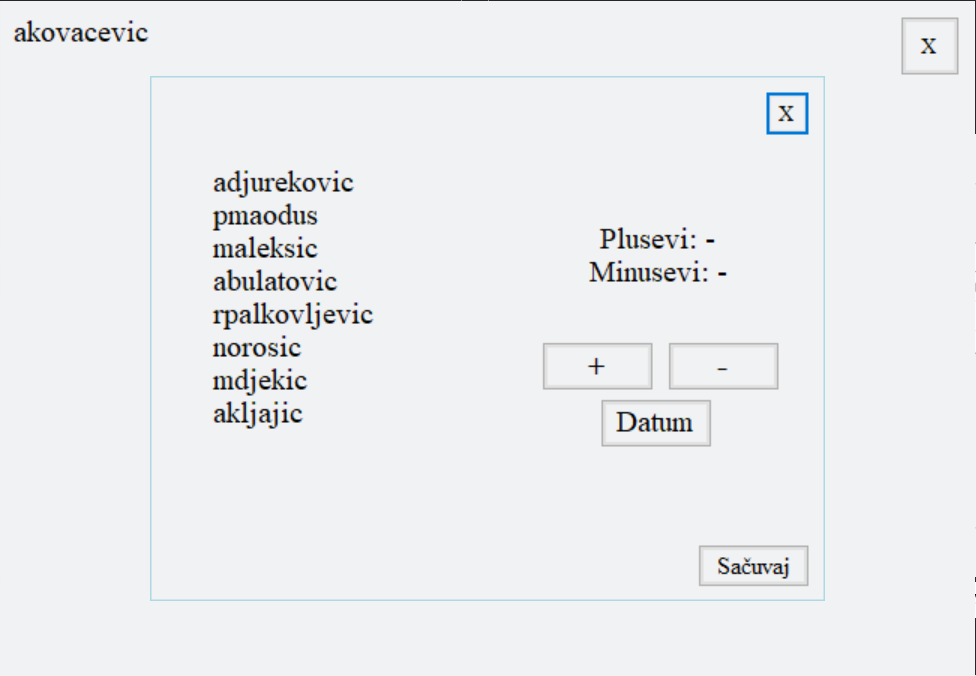 akovacevic
X
X
adjurekovic
pmaodus
maleksic
abulatovic
rpalkovljevic
norosic
mdjekic
akljajic
Plusevi: -
Minusevi: -
+ -
Datum
Sačuvaj